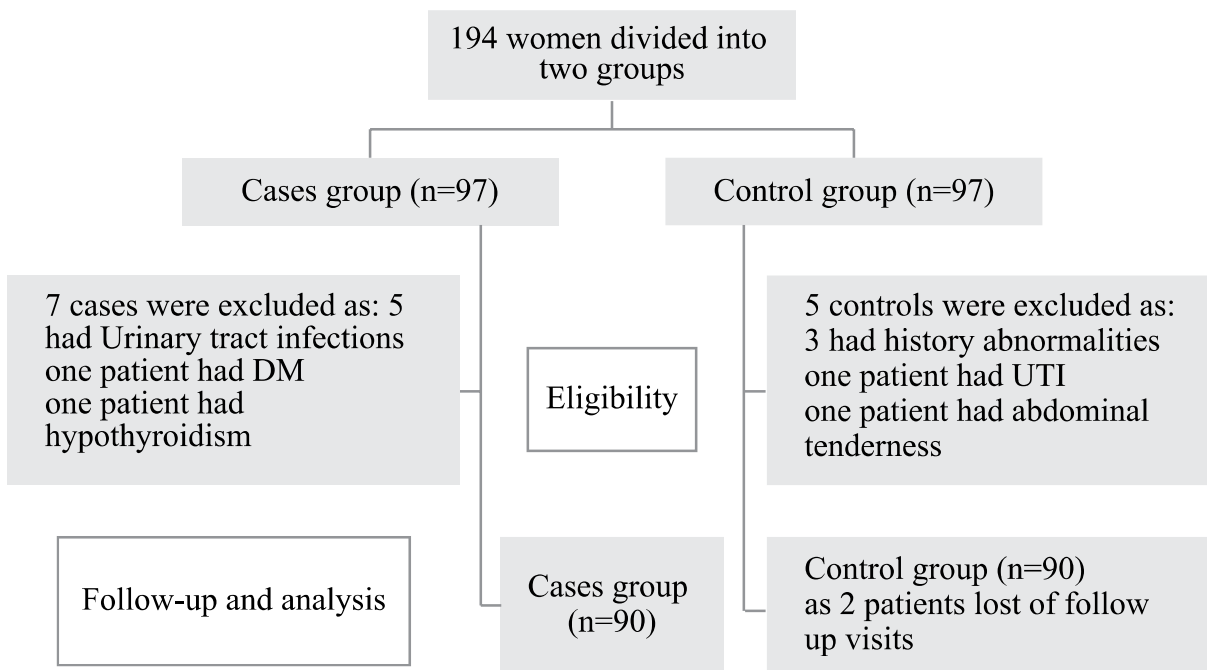 194 women divided into
two groups
Cases group (n=97)
Control group (n=97)
7 cases were excluded as: 5
had Urinary tract infections
one patient had DM
one patient had
hypothyroidism
Eligibility
5 controls were excluded as:
3 had history abnormalities
one patient had UTI
one patient had abdominal
tenderness
Follow-up and analysis
Cases group
(n=90)
Control group (n=90)
as 2 patients lost of follow
up visits